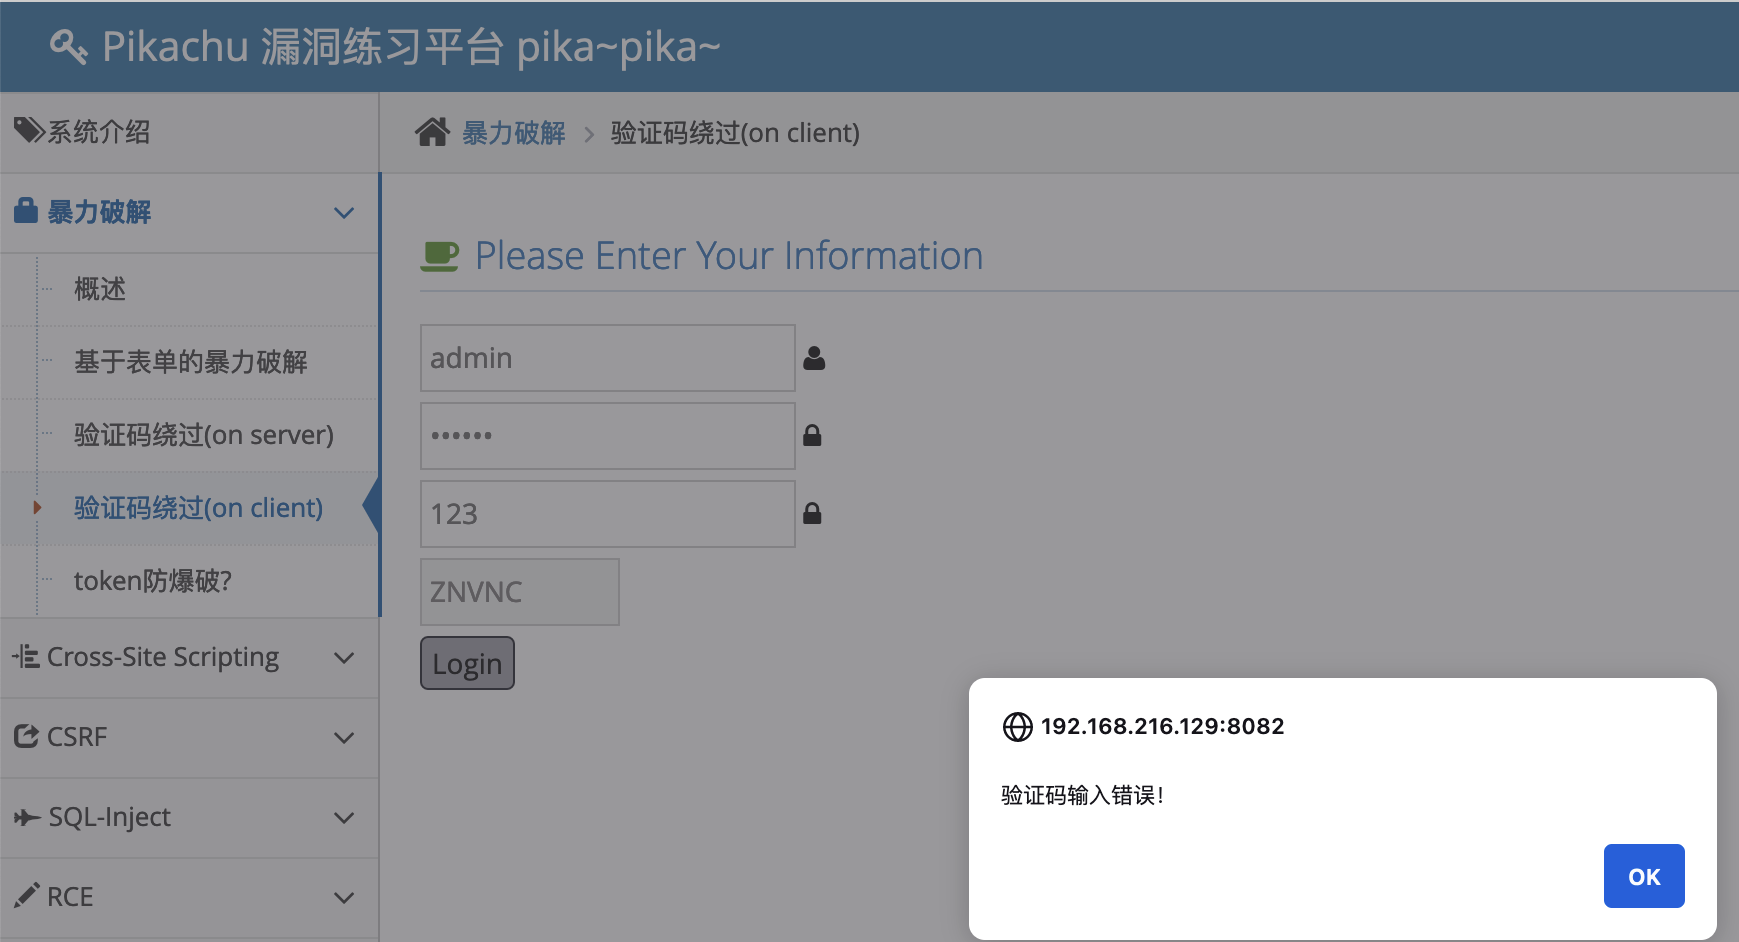 Pikachu 漏洞练习平台 pika~pika~
系统介绍
暴力破解
概述
基于表单的暴力破解
验证码绕过(on server)
验证码绕过(on client)
token防爆破?
Cross-Site Scripting
CSRF
SQL-Inject
RCE
暴力破解 > 验证码绕过(on client)
Please Enter Your Information
admin
••••••
123
ZNVNC
Login
192.168.216.129:8082
验证码输入错误!
OK